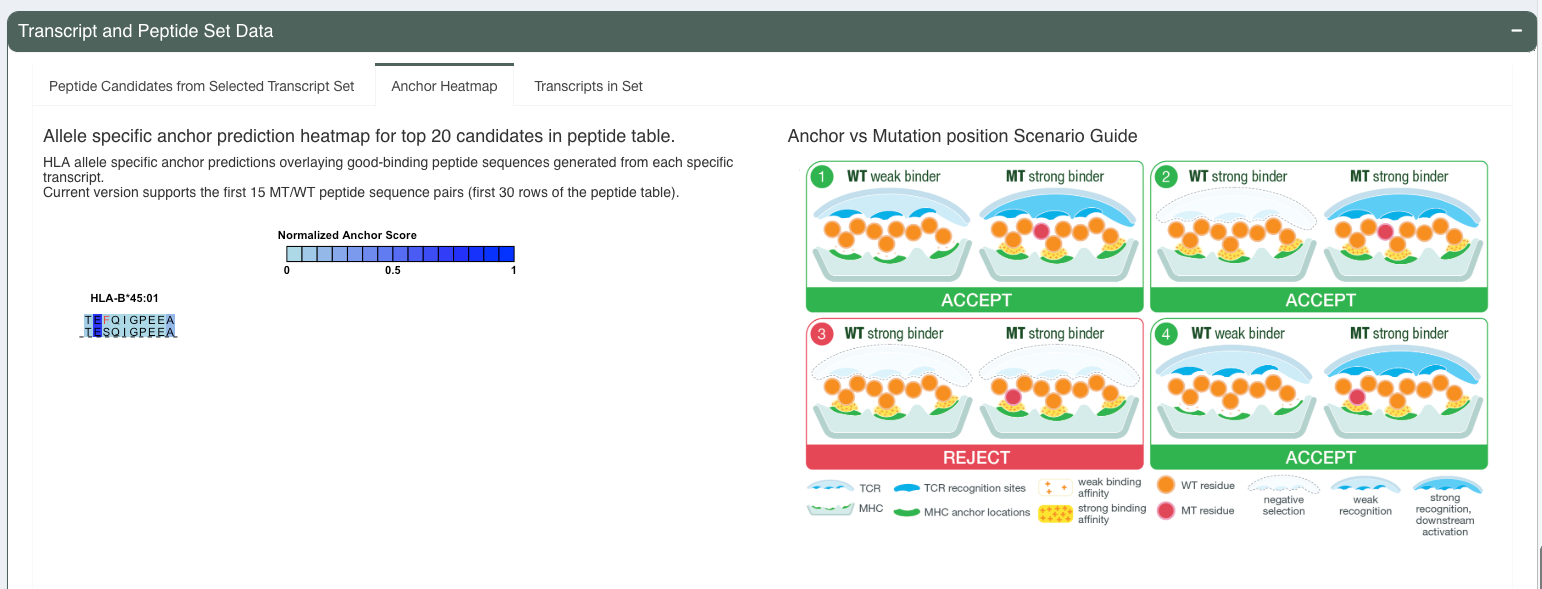 Transcript and Peptide Set Data
Peptide Candidates from Selected Transcript Set
Anchor Heatmap
Transcripts in Set
Allele specific anchor prediction heatmap for top 20 candidates in peptide table.
HLA allele specific anchor predictions overlaying good-binding peptide sequences generated from each specific
transcript.
Current version supports the first 15 MT/WT peptide sequence pairs (first 30 rows of the peptide table).
Normalized Anchor Score
0 0.5 1
HLA-B*45:01
TEFQIGPEEA
TESQIGPEEA
Anchor vs Mutation position Scenario Guide
1
WT weak binder
MT strong binder
ACCEPT
2
WT strong binder
MT strong binder
ACCEPT
3
WT strong binder
MT strong binder
REJECT
4
WT weak binder
MT strong binder
ACCEPT
TCR
MHC
TCR recognition sites
MHC anchor locations
weak binding
affinity
strong binding
affinity
WT residue
MT residue
negative
selection
weak
recognition
strong
recognition,
downstream
activation